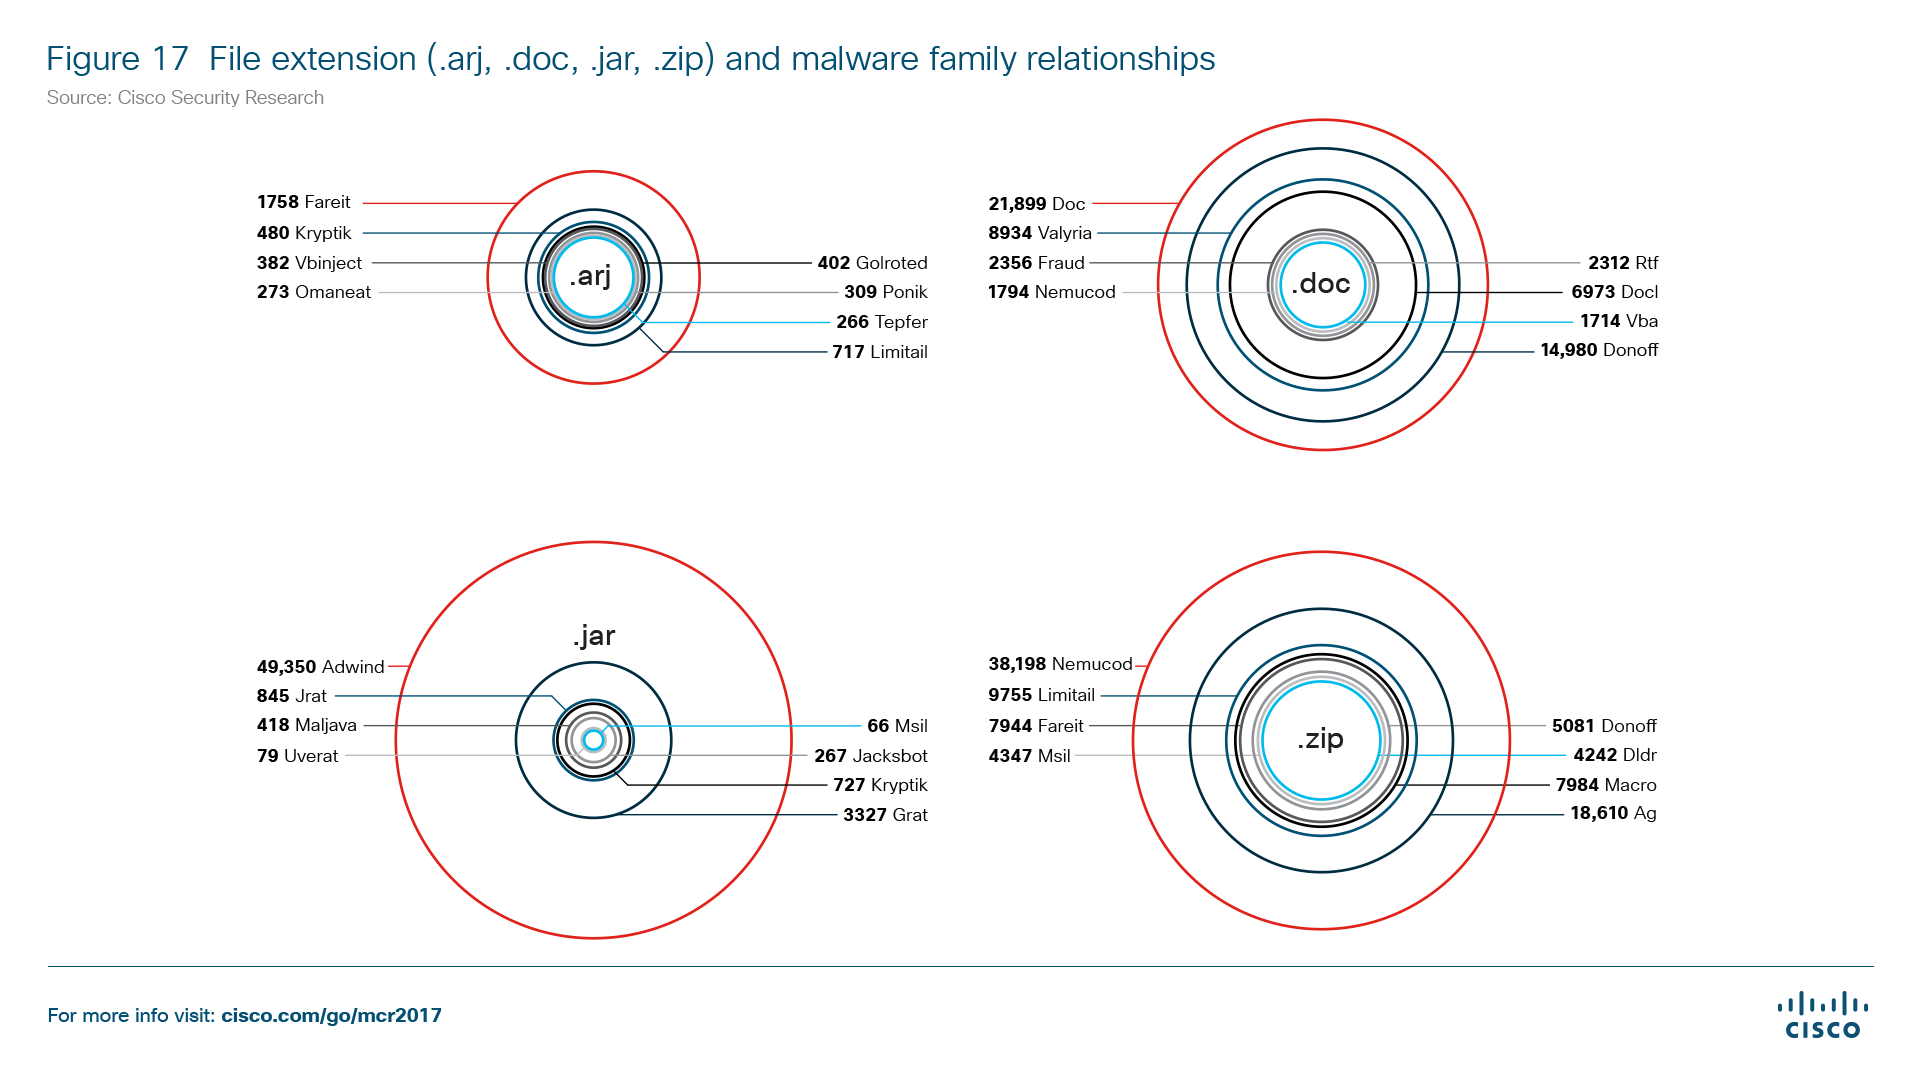 Figure 17  File extension (.arj, .doc, .jar, .zip) and malware family relationships
Source: Cisco Security Research
1758 Fareit
480 Kryptik
382 Vbinject
273 Omaneat
.arj
402 Golroted
309 Ponik
266 Tepfer
717 Limitail
21,899 Doc
8934 Valyria
2356 Fraud
1794 Nemucod
.doc
2312 Rtf
6973 Docl
1714 Vba
14,980 Donoff
.jar
49,350 Adwind
845 Jrat
418 Maljava
79 Uverat
66 Msil
267 Jacksbot
727 Kryptik
3327 Grat
38,198 Nemucod
9755 Limitail
7944 Fareit
4347 Msil
.zip
5081 Donoff
4242 Dldr
7984 Macro
18,610 Ag
For more info visit: cisco.com/go/mcr2017
CISCO